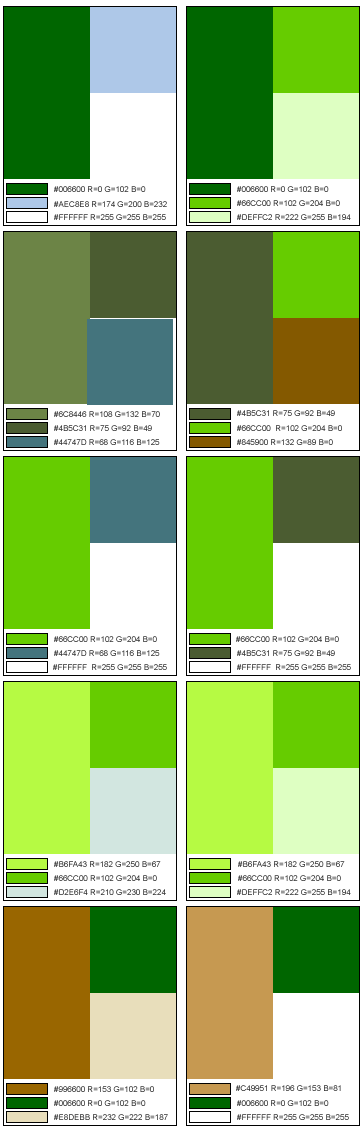 #006600 R=0 G=102 B=0
#AEC8E8 R=174 G=200 B=232
#FFFFFF R=255 G=255 B=255
#006600 R=0 G=102 B=0
#66CC00 R=102 G=204 B=0
#DEFFC2 R=222 G=255 B=194
#6C8446 R=108 G=132 B=70
#4B5C31 R=75 G=92 B=49
#44747D R=68 G=116 B=125
#4B5C31 R=75 G=92 B=49
#66CC00 R=102 G=204 B=0
#845900 R=132 G=89 B=0
#66CC00 R=102 G=204 B=0
#44747D R=68 G=116 B=125
#FFFFFF R=255 G=255 B=255
#66CC00 R=102 G=204 B=0
#4B5C31 R=75 G=92 B=49
#FFFFFF R=255 G=255 B=255
#B6FA43 R=182 G=250 B=67
#66CC00 R=102 G=204 B=0
#D2E6F4 R=210 G=230 B=224
#B6FA43 R=182 G=250 B=67
#66CC00 R=102 G=204 B=0
#DEFFC2 R=222 G=255 B=194
#996600 R=153 G=102 B=0
#006600 R=0 G=102 B=0
#E8DEBB R=232 G=222 B=187
#C49951 R=196 G=153 B=81
#006600 R=0 G=102 B=0
#FFFFFF R=255 G=255 B=255